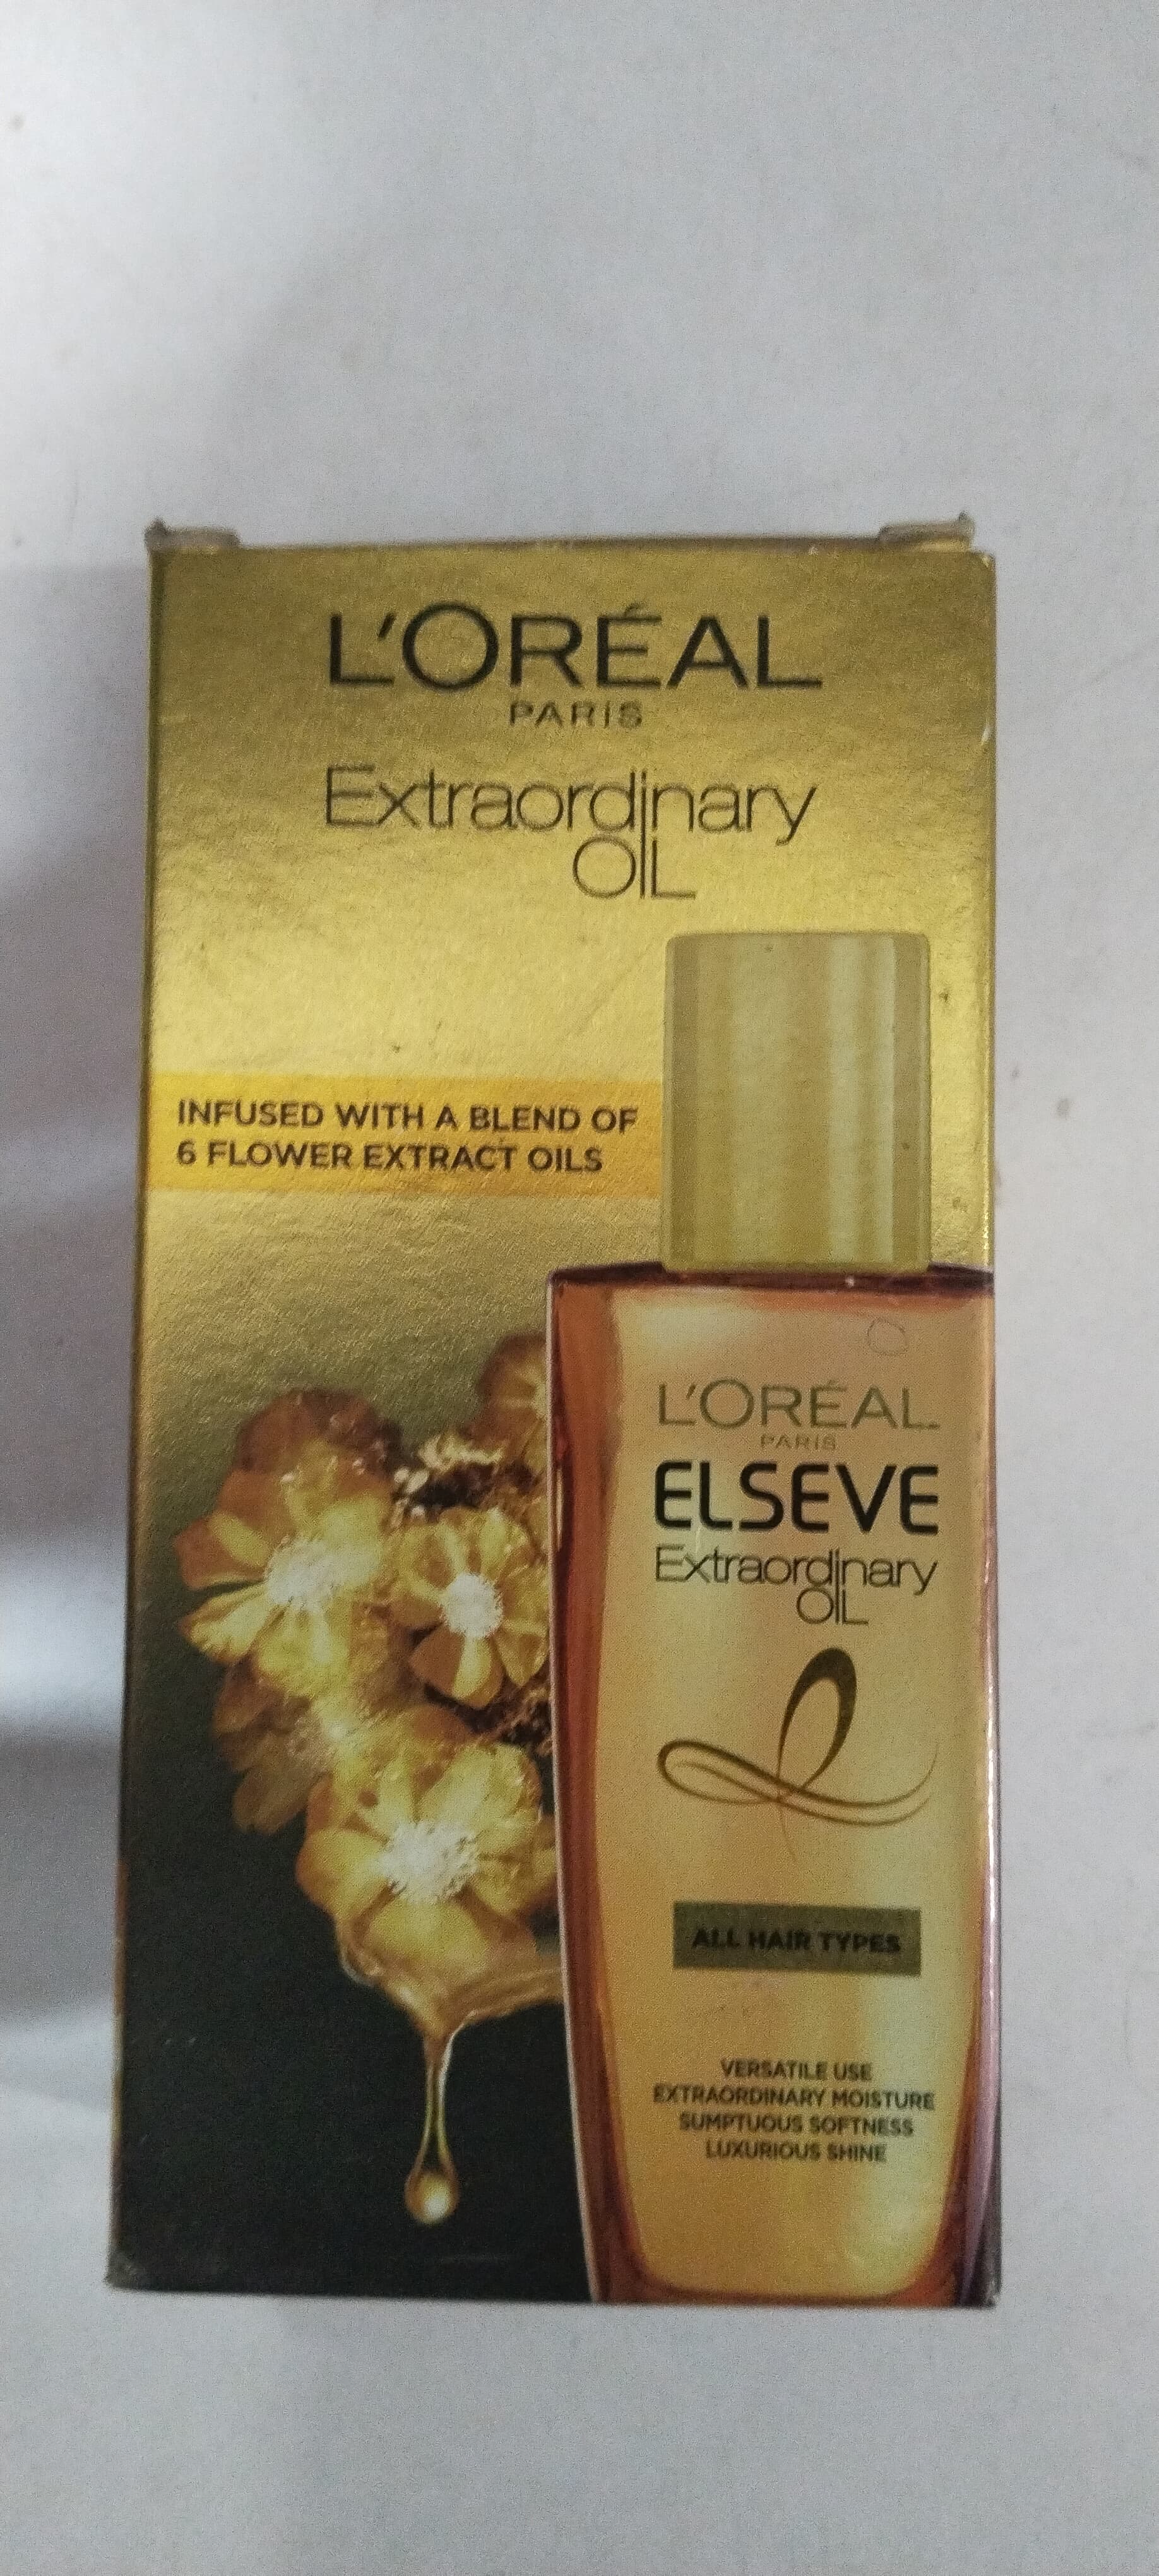 L'ORÉAL
PARIS
Extraordinary
OIL
INFUSED WITH A BLEND OF
6 FLOWER EXTRACT OILS
L'ORÉAL
PARIS
ELSEVE
Extraordinary
OIL
ALL HAIR TYPES
VERSATILE USE
EXTRAORDINARY MOISTURE
SUMPTUOUS SOFTNESS
LUXURIOUS SHINE